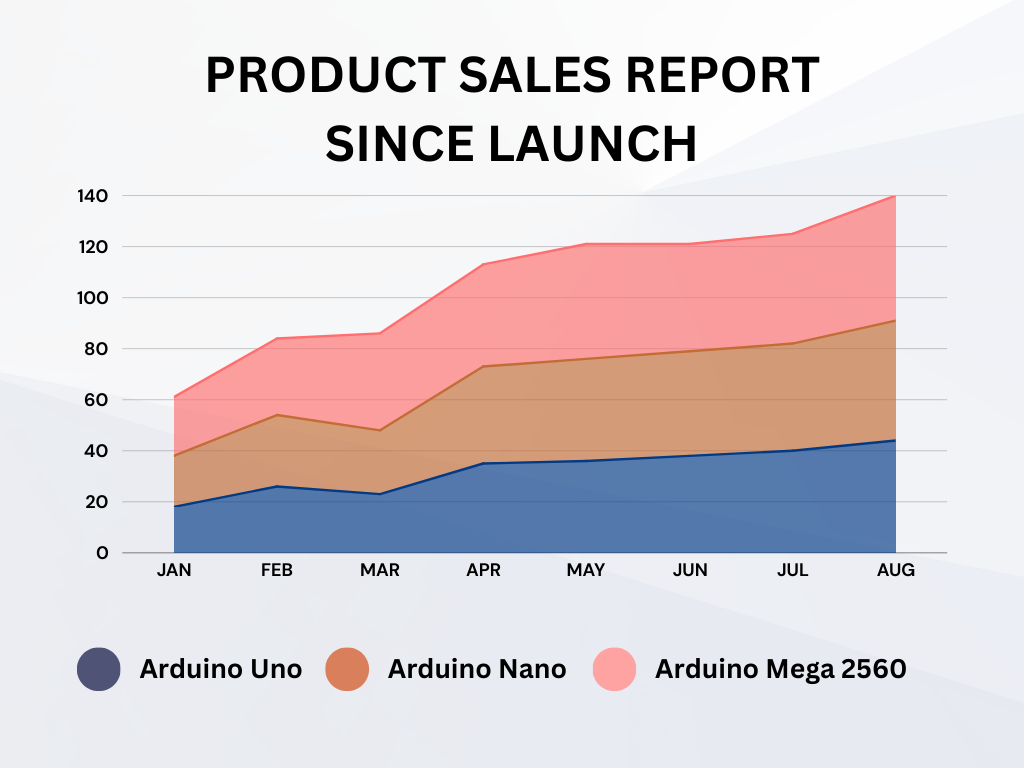 PRODUCT SALES REPORT
SINCE LAUNCH
140
120
100
80
60
40
20
0
JAN FEB MAR APR MAY JUN JUL AUG
Arduino Uno Arduino Nano Arduino Mega 2560